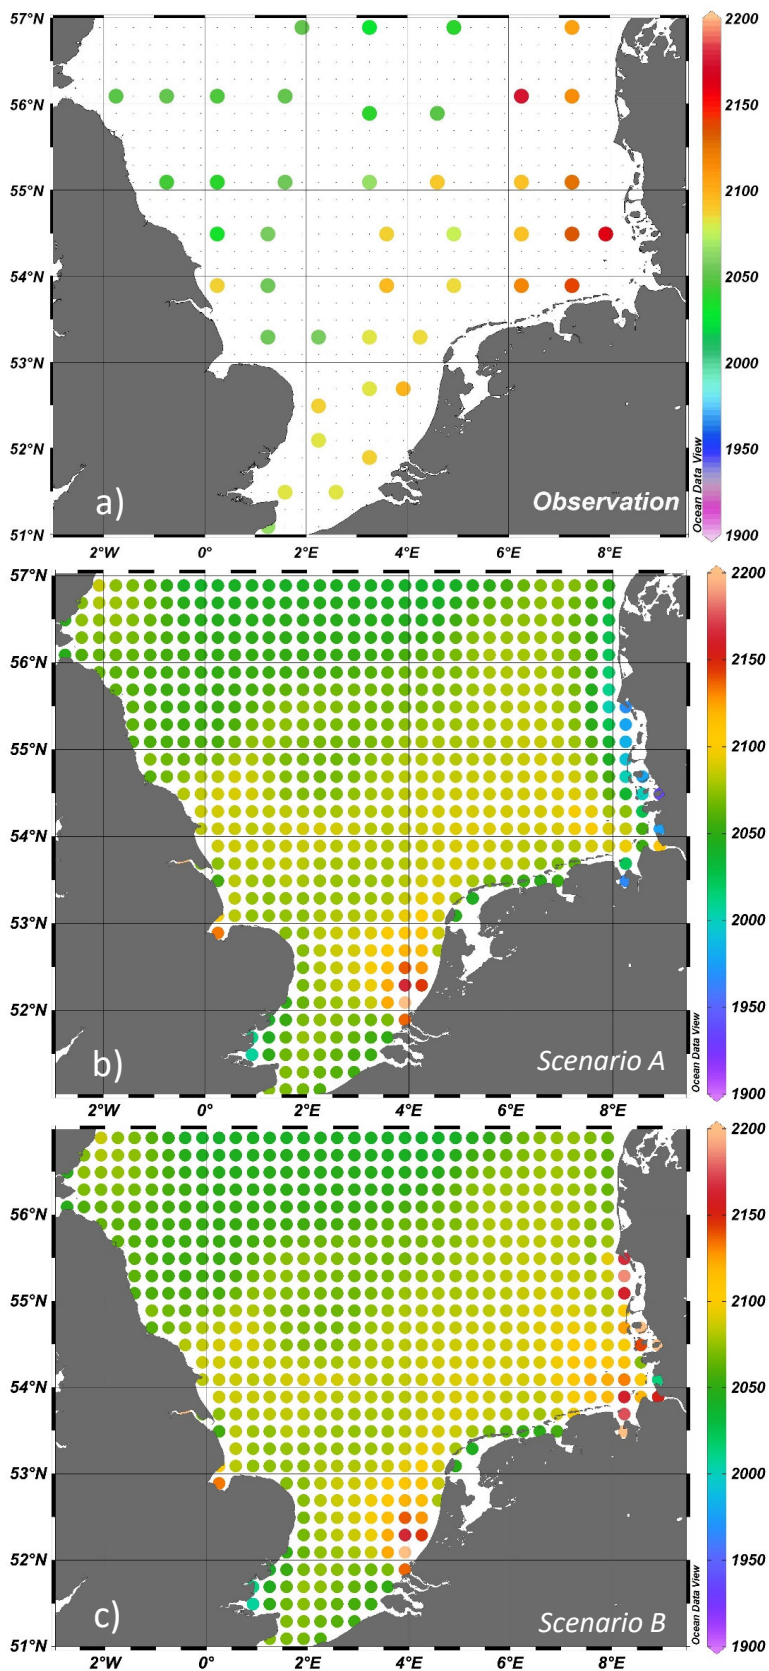 57°N
56°N
55°N
54°N
53°N
52°N
51°N
2°W 0° 2°E 4°E 6°E 8°E
2200
2150
2100
2050
2000
1950
1900
Ocean Data View
a)
Observation
57°N
56°N
55°N
54°N
53°N
52°N
2°W 0° 2°E 4°E 6°E 8°E
2200
2150
2100
2050
2000
1950
1900
Ocean Data View
b)
Scenario A
56°N
55°N
54°N
53°N
52°N
51°N
2°W 0° 2°E 4°E 6°E 8°E
2200
2150
2100
2050
2000
1950
1900
Ocean Data View
c)
Scenario B